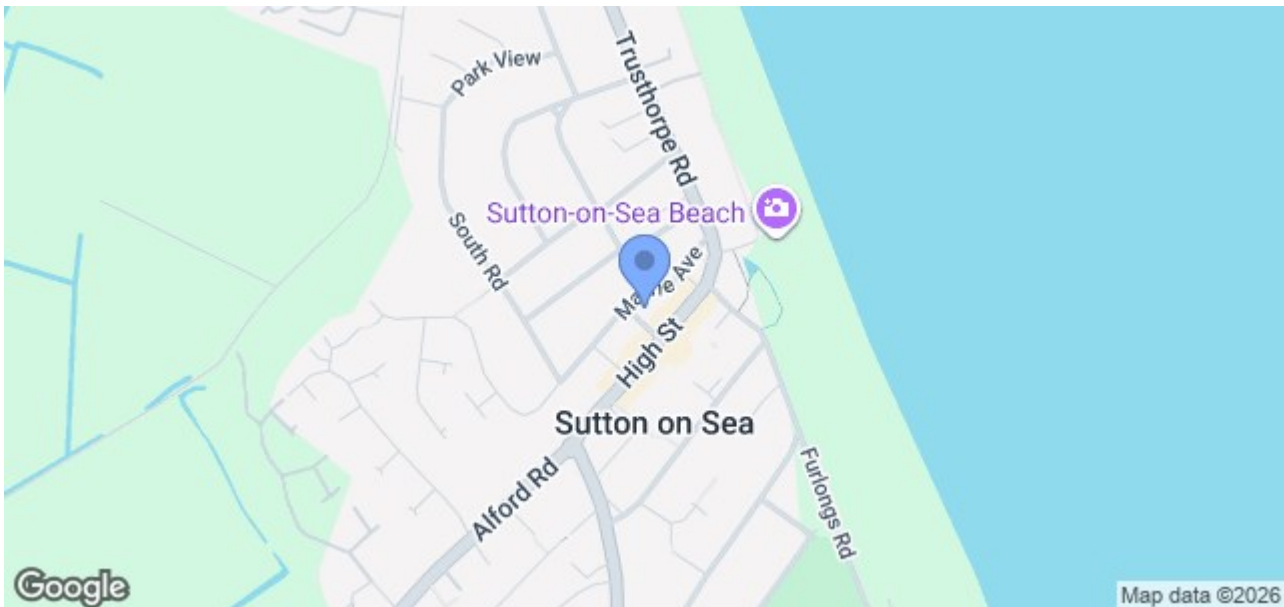 Park View
Trusthorpe Rd
Sutton-on-Sea Beach
South Rd
Ave
High St
Sutton on Sea
Alford Rd
Furlongs Rd
Google
Map data ©2026